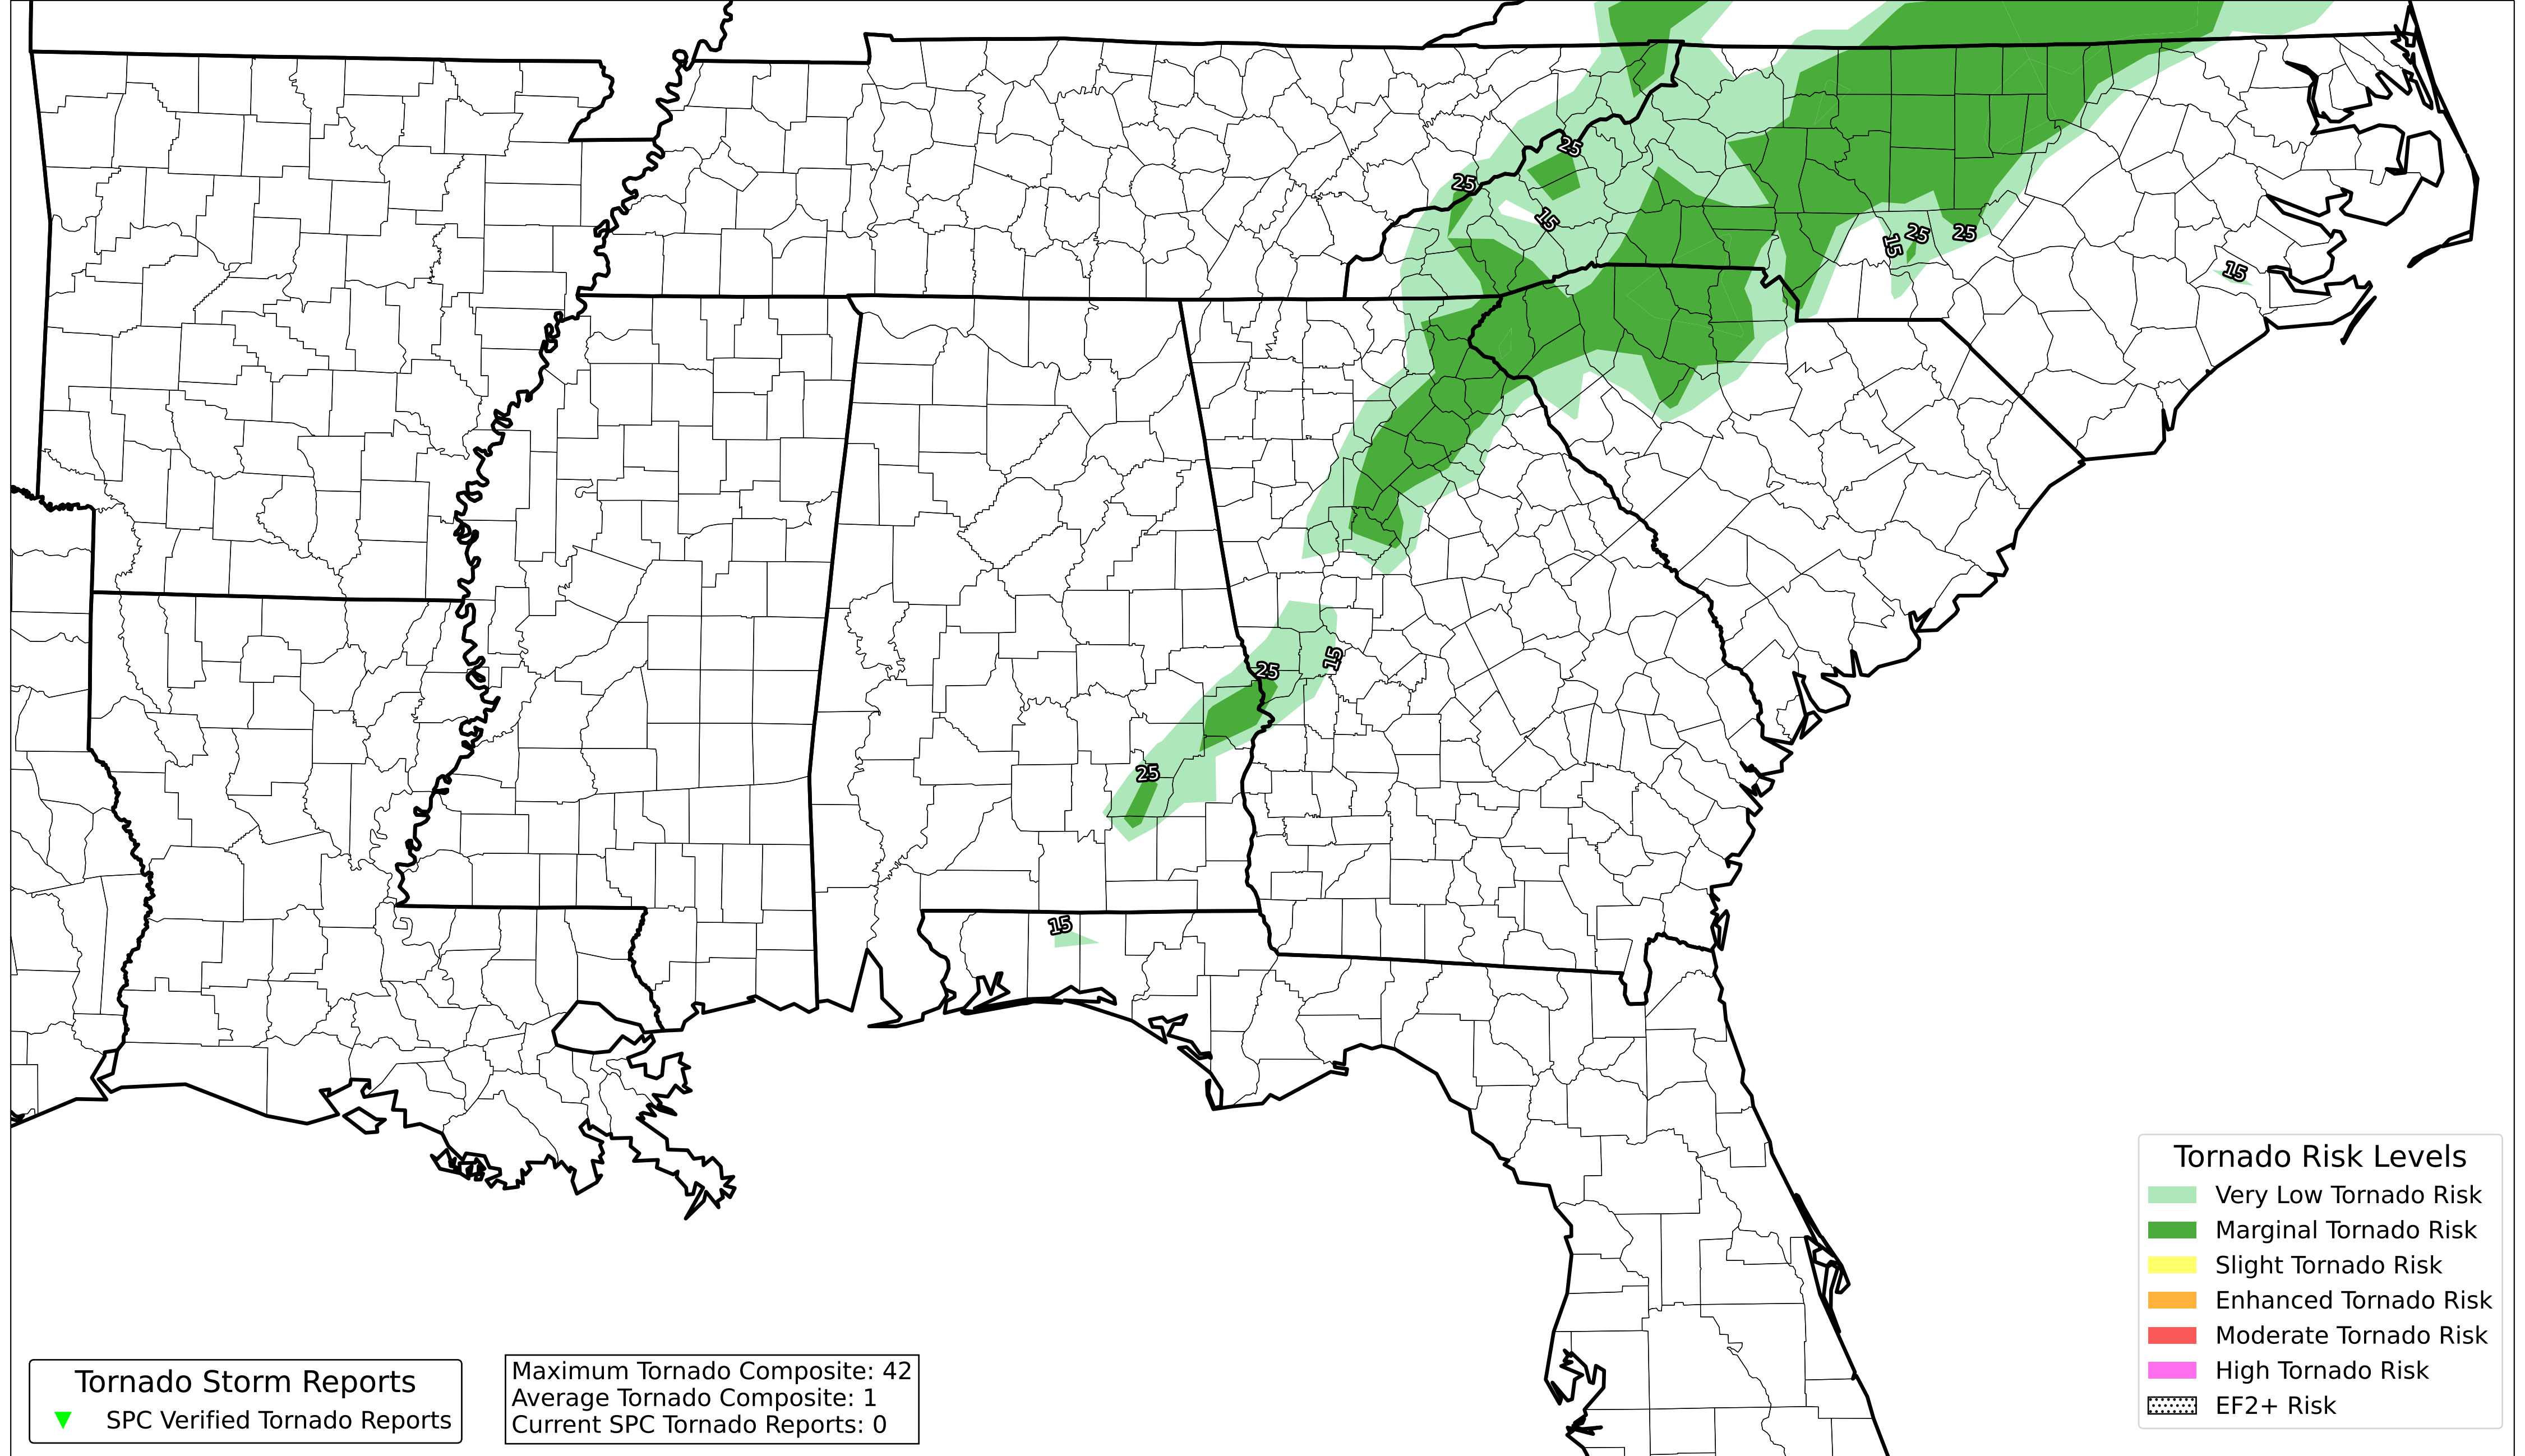 25
25
15
25
25
15
15
15
25
25
15
Tornado Risk Levels
Very Low Tornado Risk
Marginal Tornado Risk
Slight Tornado Risk
Enhanced Tornado Risk
Moderate Tornado Risk
High Tornado Risk
EF2+ Risk
Tornado Storm Reports
SPC Verified Tornado Reports
Maximum Tornado Composite: 42
Average Tornado Composite: 1
Current SPC Tornado Reports: 0